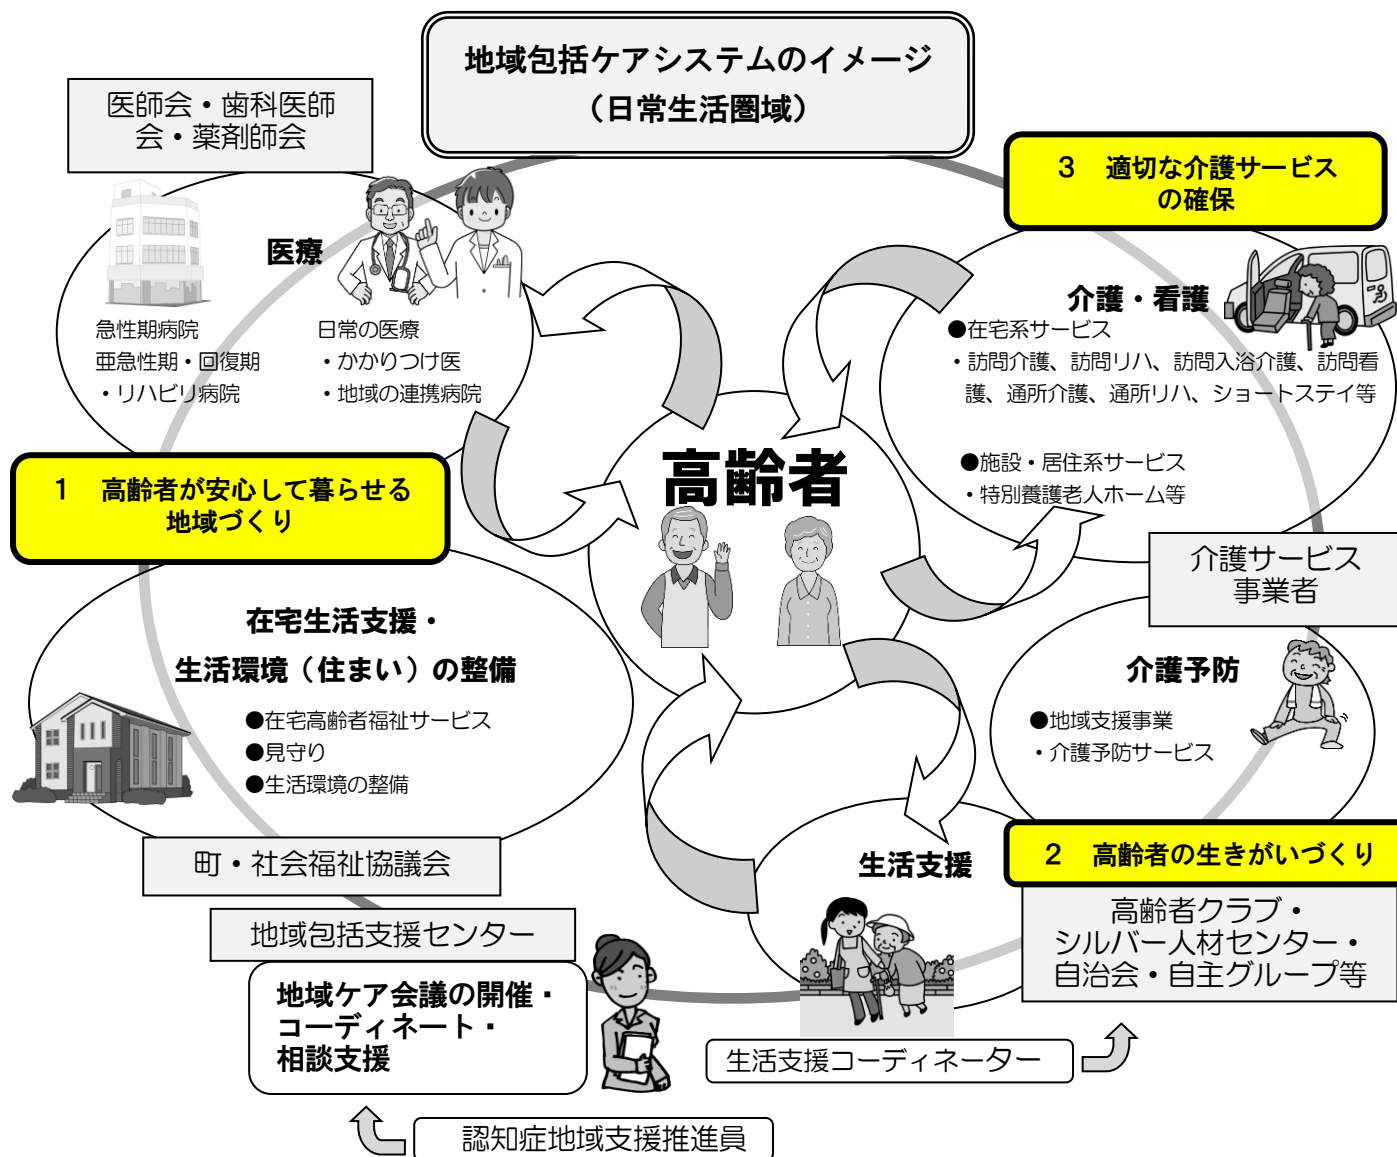 地域包括ケアシステムのイメージ
（日常生活圏域）
医師会・歯科医師
会・薬剤師会
医療
急性期病院
亜急性期・回復期
・リハビリ病院
日常の医療
・かかりつけ医
・地域の連携病院
3 適切な介護サービス
の確保
介護・看護
●在宅系サービス
・訪問介護、訪問リハ、訪問入浴介護、訪問看
護、通所介護、通所リハ、ショートステイ等
●施設・居住系サービス
・特別養護老人ホーム等
介護サービス
事業者
高齢者
1 高齢者が安心して暮らせる
地域づくり
在宅生活支援・
生活環境（住まい）の整備
●在宅高齢者福祉サービス
●見守り
●生活環境の整備
町・社会福祉協議会
介護予防
●地域支援事業
・介護予防サービス
2 高齢者の生きがいづくり
高齢者クラブ・
シルバー人材センター・
自治会・自主グループ等
生活支援
生活支援コーディネーター
地域包括支援センター
地域ケア会議の開催・
コーディネート・
相談支援
認知症地域支援推進員